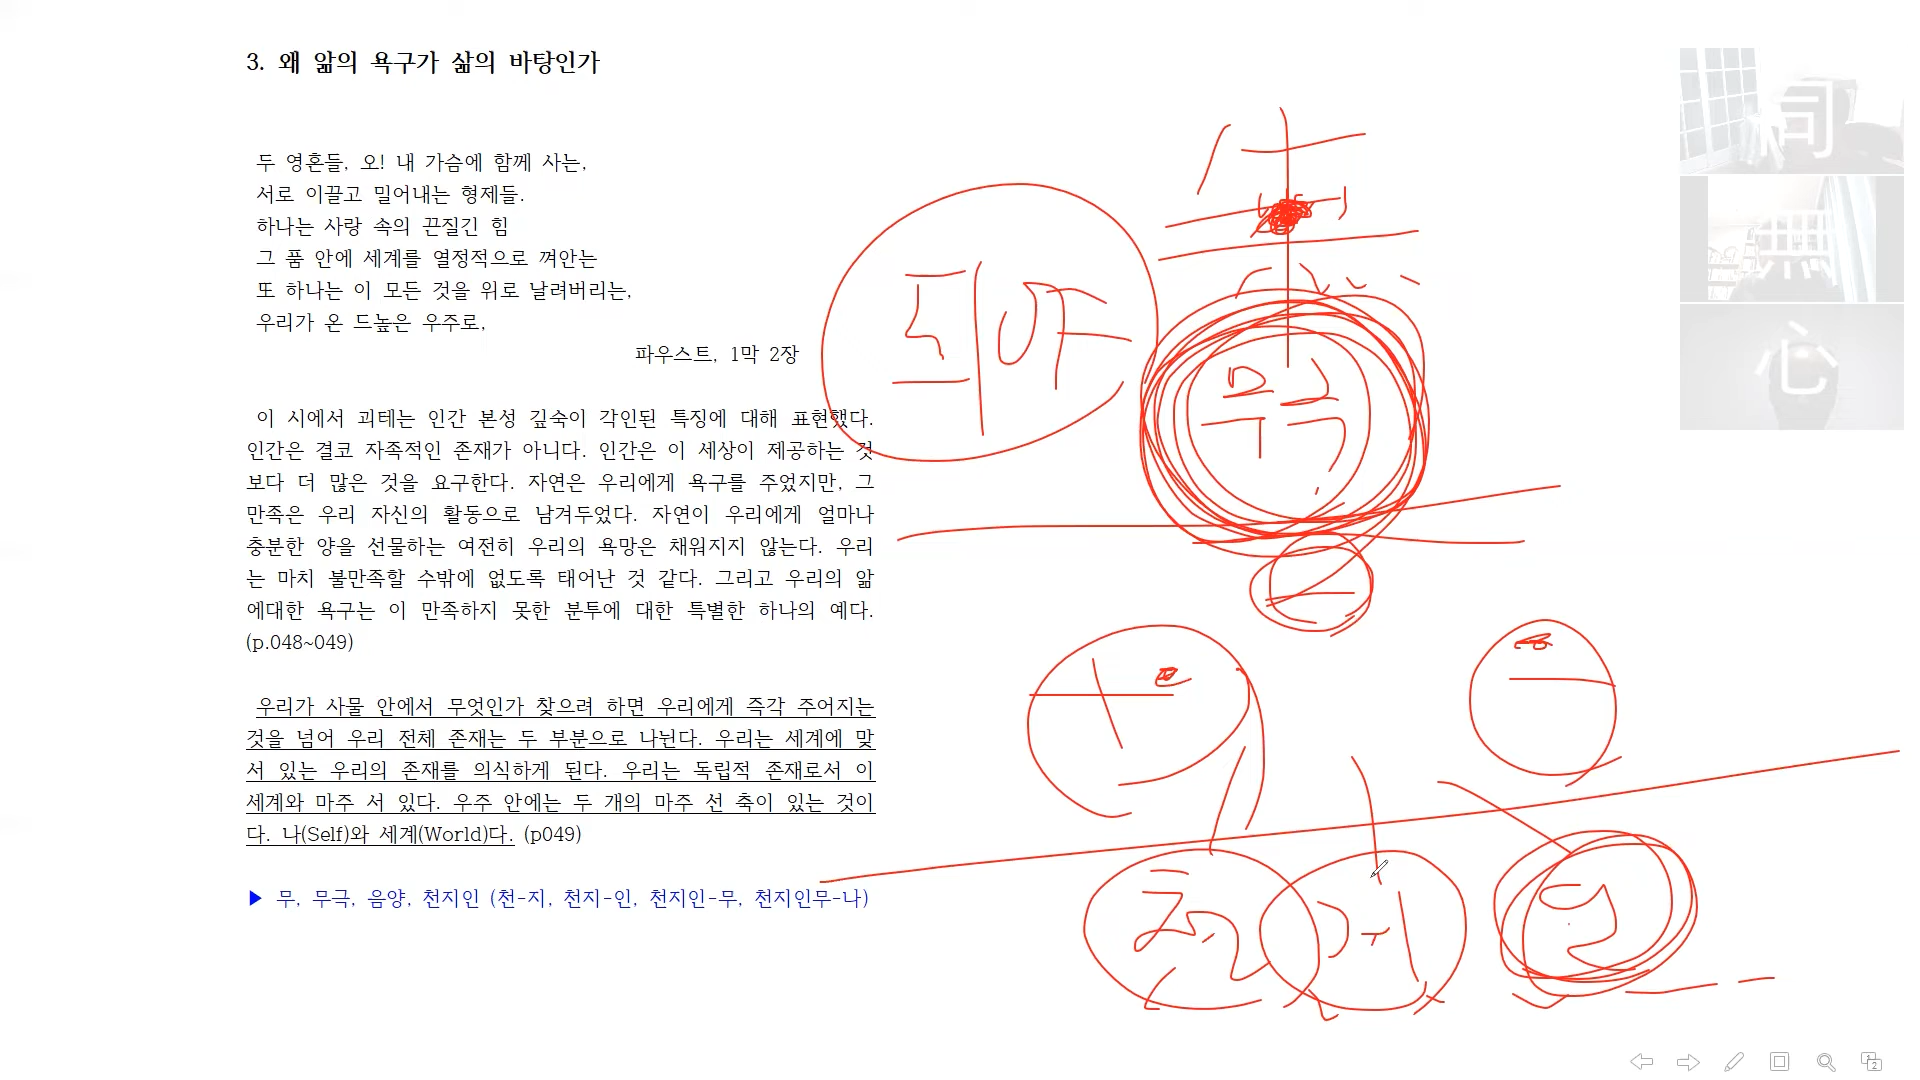 3. 왜 앎의 욕구가 삶의 바탕인가
두 영혼들, 오! 내 가슴에 함께 사는,
서로 이끌고 밀어내는 형제들.
하나는 사랑 속의 끈질긴 힘
그 품 안에 세계를 열정적으로 껴안는
또 하나는 이 모든 것을 위로 날려버리는,
우리가 온 드높은 우주로,
파우스트, 1막 2장
이 시에서 괴테는 인간 본성 깊숙이 각인된 특징에 대해 표현했다.
인간은 결코 자족적인 존재가 아니다. 인간은 이 세상이 제공하는 것
보다 더 많은 것을 요구한다. 자연은 우리에게 욕구를 주었지만, 그
만족은 우리 자신의 활동으로 남겨두었다. 자연이 우리에게 얼마나
충분한 양을 선물하는 여전히 우리의 욕망은 채워지지 않는다. 우리
는 마치 불만족할 수밖에 없도록 태어난 것 같다. 그리고 우리의 앎
에대한 욕구는 이 만족하지 못한 분투에 대한 특별한 하나의 예다.
(p.048~049)
우리가 사물 안에서 무엇인가 찾으려 하면 우리에게 즉각 주어지는
것을 넘어 우리 전체 존재는 두 부분으로 나뉜다. 우리는 세계에 맞
서 있는 우리의 존재를 의식하게 된다. 우리는 독립적 존재로서 이
세계와 마주 서 있다. 우주 안에는 두 개의 마주 선 축이 있는 것이
다. 나(Self)와 세계(World)다. (p049)
▶ 무, 무극, 음양, 천지인 (천-지, 천지-인, 천지인-무, 천지인무-나)
무극
心